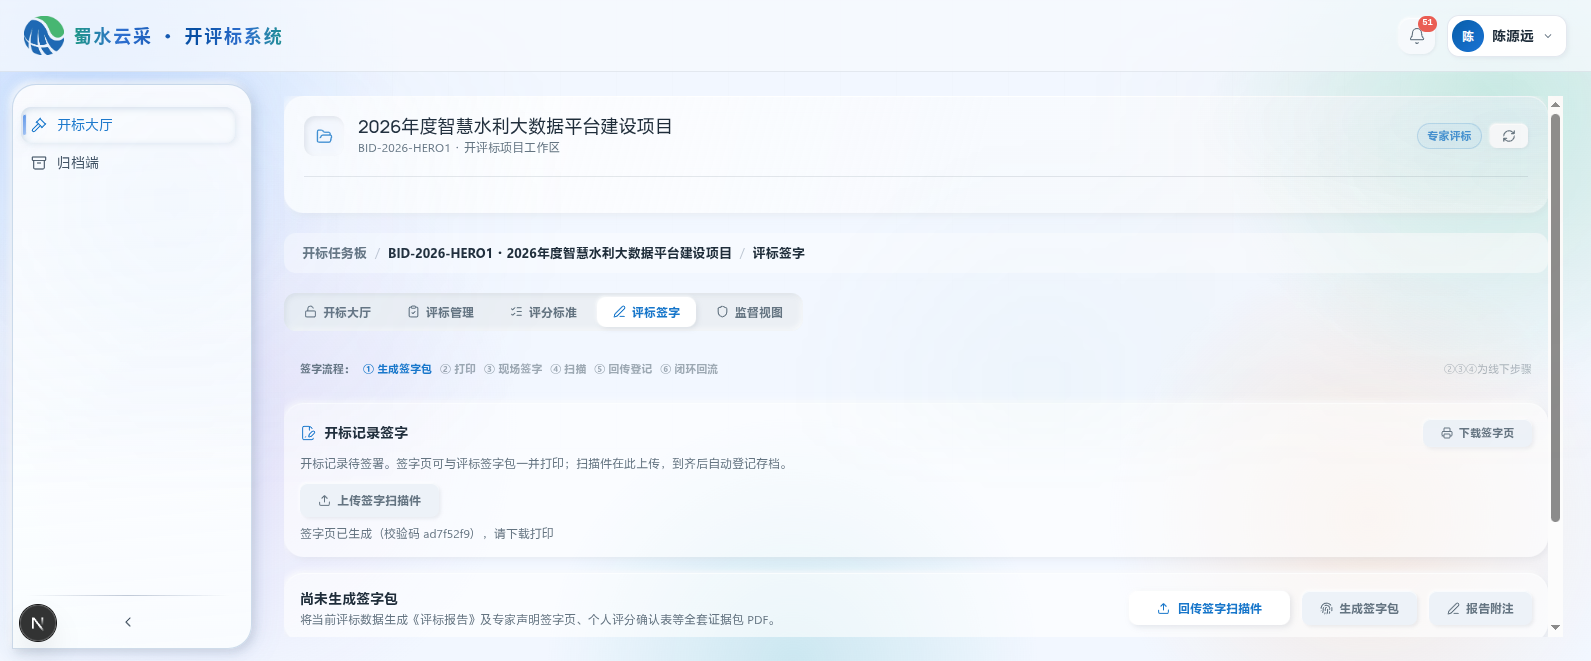 蜀水云采 · 开评标系统
51
陈 陈源远
开标大厅
归档端
2026年度智慧水利大数据平台建设项目
BID-2026-HERO1 · 开评标项目工作区
专家评标
开标任务板 / BID-2026-HERO1 · 2026年度智慧水利大数据平台建设项目 / 评标签字
开标大厅 评标管理 评分标准 评标签字 监督视图
签字流程： ① 生成签字包 ② 打印 ③ 现场签字 ④ 扫描 ⑤ 回传登记 ⑥ 闭环回流 ②③④为线下步骤
开标记录签字
下载签字页
开标记录待签署。签字页可与评标签字包一并打印；扫描件在此上传，到齐后自动登记存档。
上传签字扫描件
签字页已生成（校验码 ad7f52f9），请下载打印
尚未生成签字包
将当前评标数据生成《评标报告》及专家声明签字页、个人评分确认表等全套证据包 PDF。
回传签字扫描件 生成签字包 报告附注
N